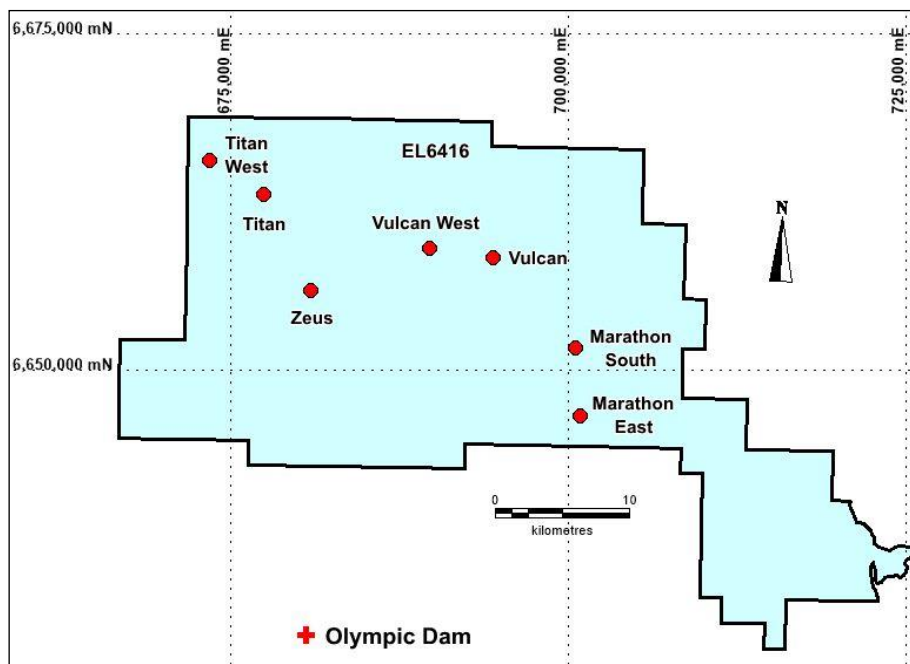 6,675,000 mN
675,000 mE
700,000 mE
725,000 mE
Titan
West
EL6416
Titan
Vulcan West
Vulcan
N
Zeus
Marathon
South
6,650,000 mN
Marathon
East
0 10
kilometres
Olympic Dam